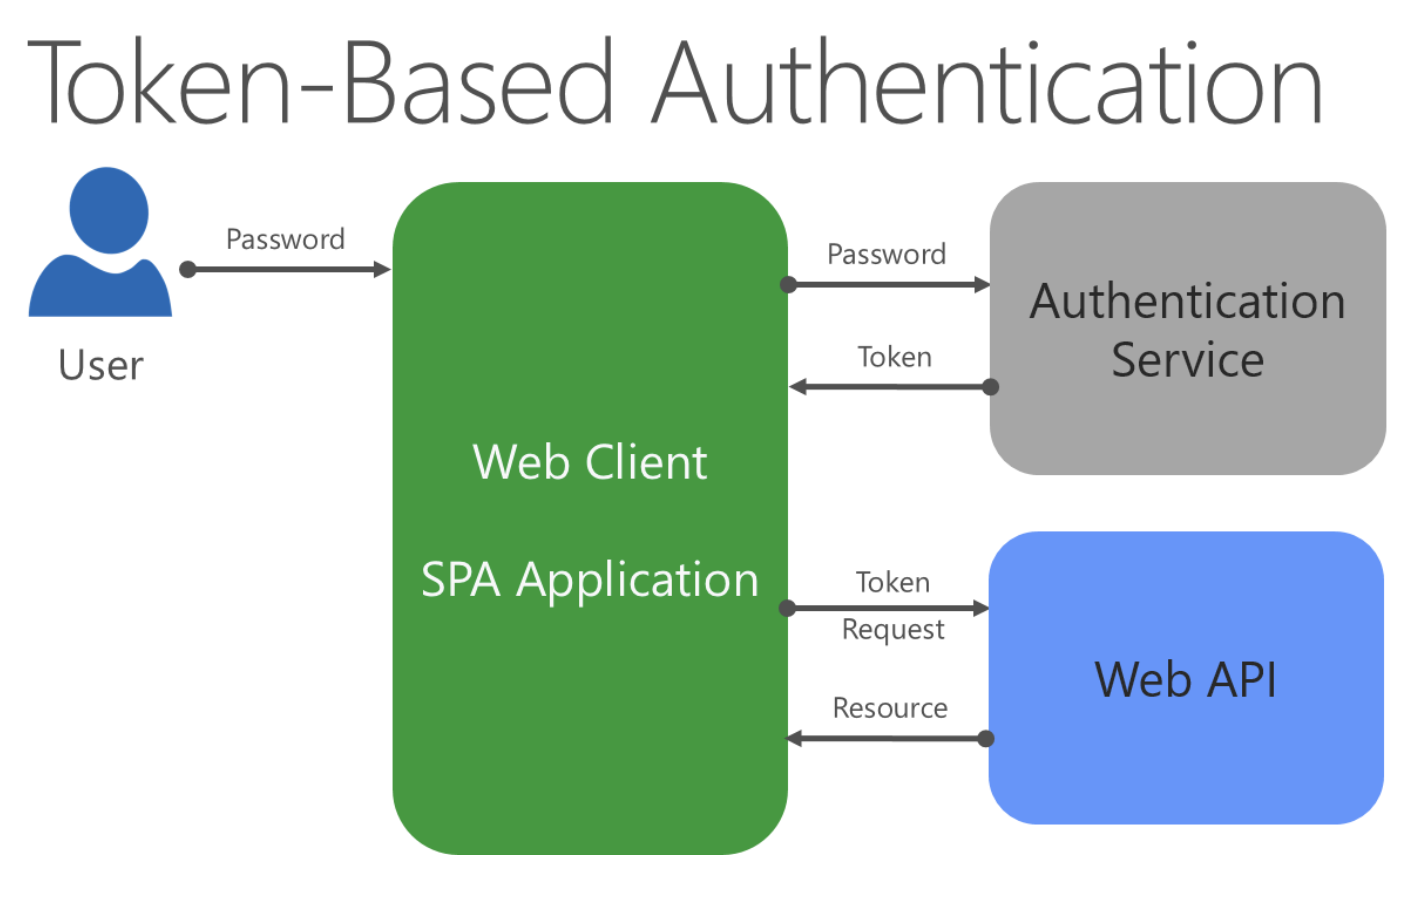 Token-Based Authentication
User
Password
Web Client
SPA Application
Password
Token
Authentication
Service
Token
Request
Resource
Web API